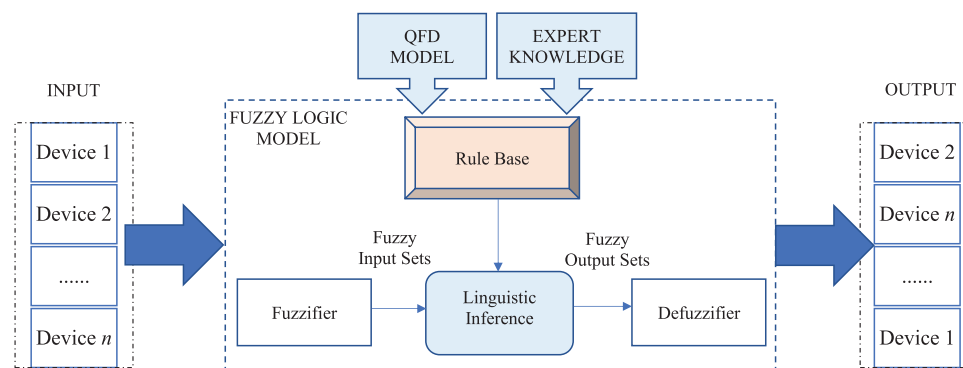 QFD
MODEL
EXPERT
KNOWLEDGE
INPUT
OUTPUT
FUZZY LOGIC
MODEL
Device 1
Device 2
......
Device n
Rule Base
Fuzzy
Input Sets
Fuzzy
Output Sets
Fuzzifier
Linguistic
Inference
Defuzzifier
Device 2
Device n
......
Device 1